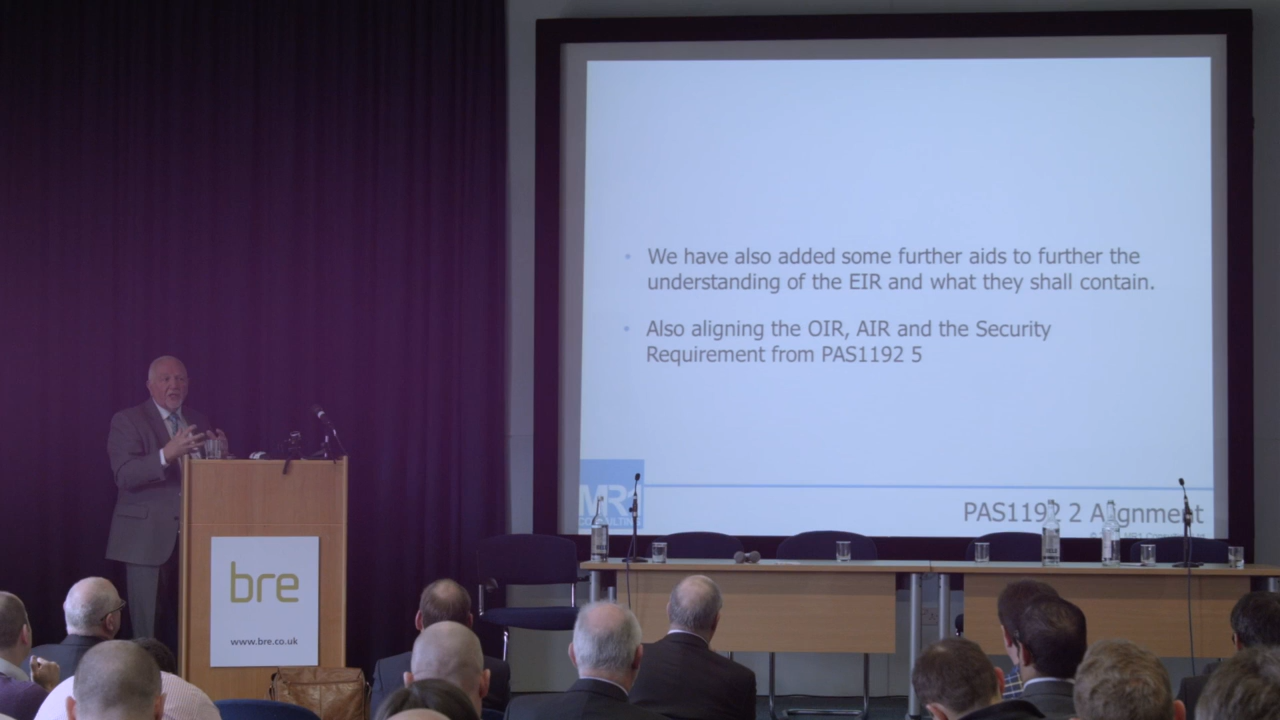 We have also added some further aids to further the
understanding of the EIR and what they shall contain.
Also aligning the OIR, AIR and the Security
Requirement from PAS1192 5
MR1
CONSULTING
PAS1192 2 Alignment
bre
www.bre.co.uk